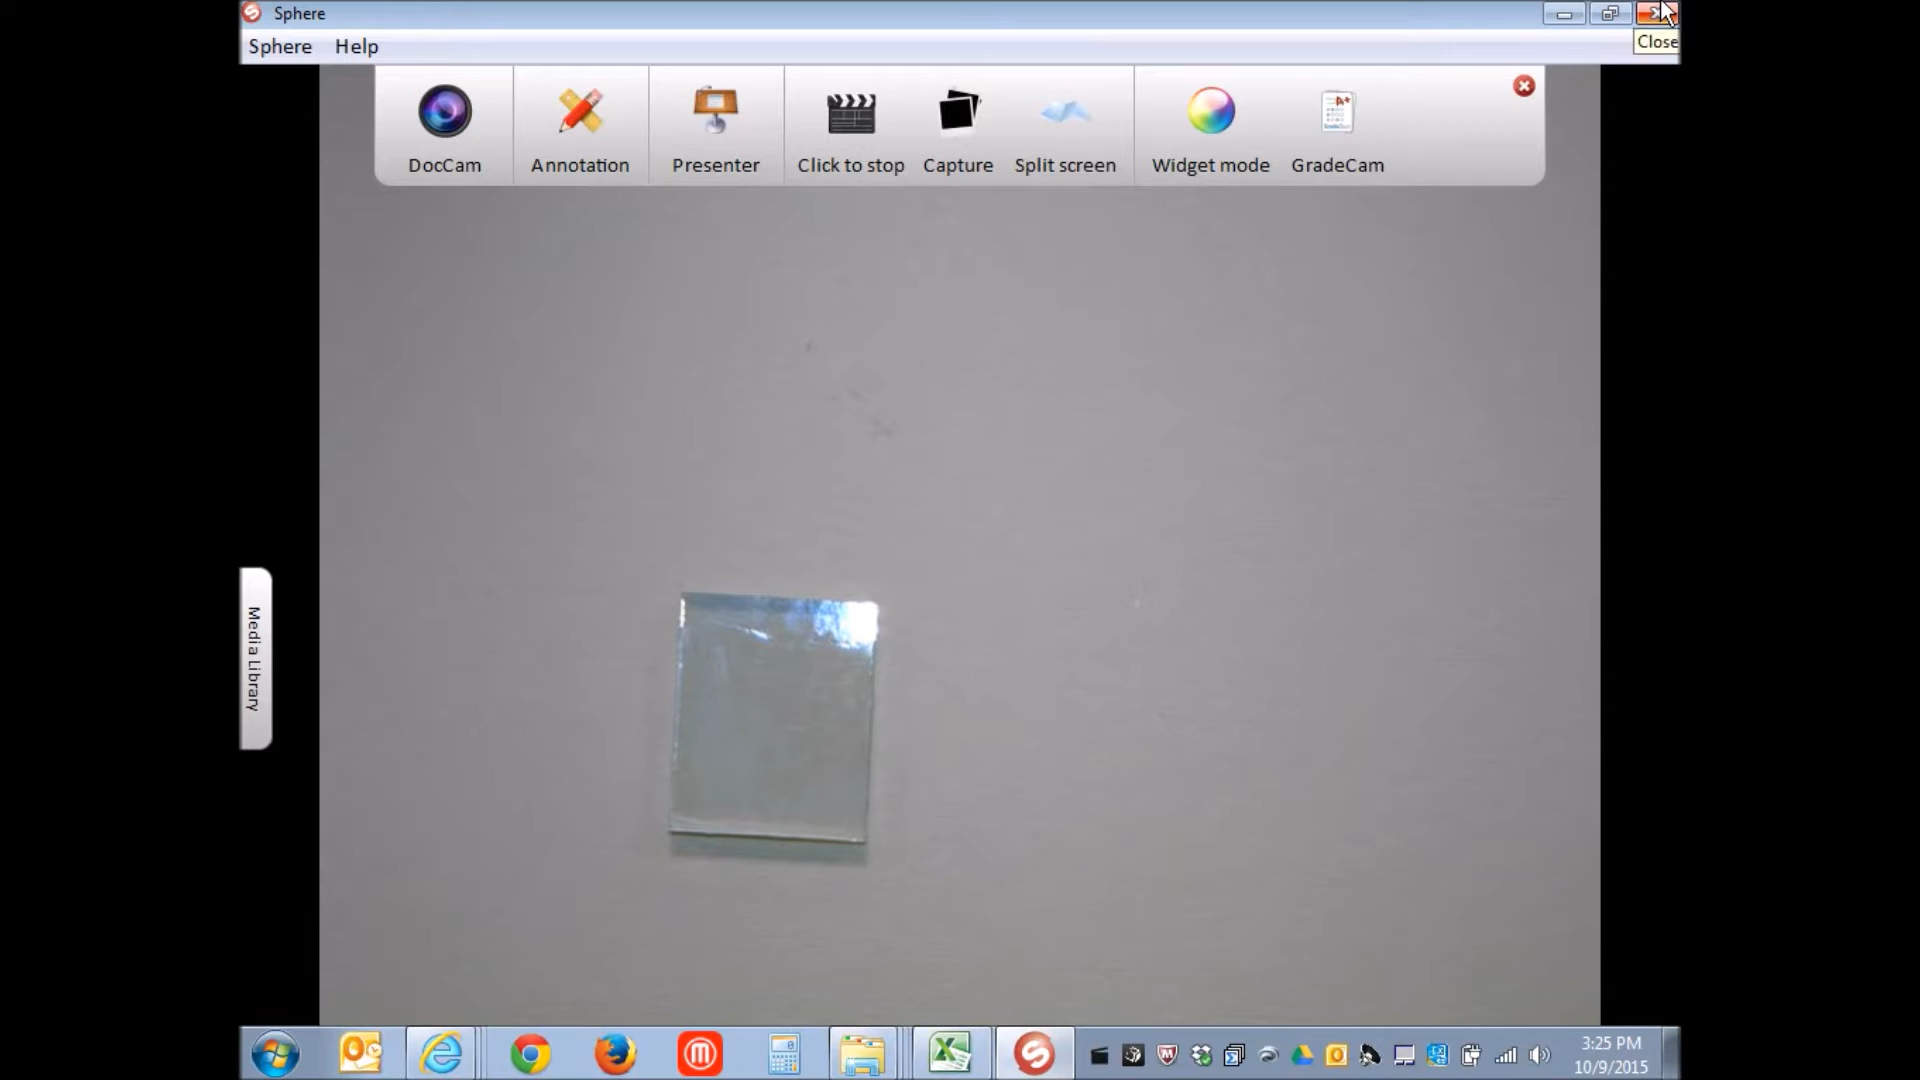 Sphere
Sphere Help
Close
DocCam Annotation Presenter Click to stop Capture Split screen Widget mode GradeCam
Media Library
3:25 PM
10/9/2015